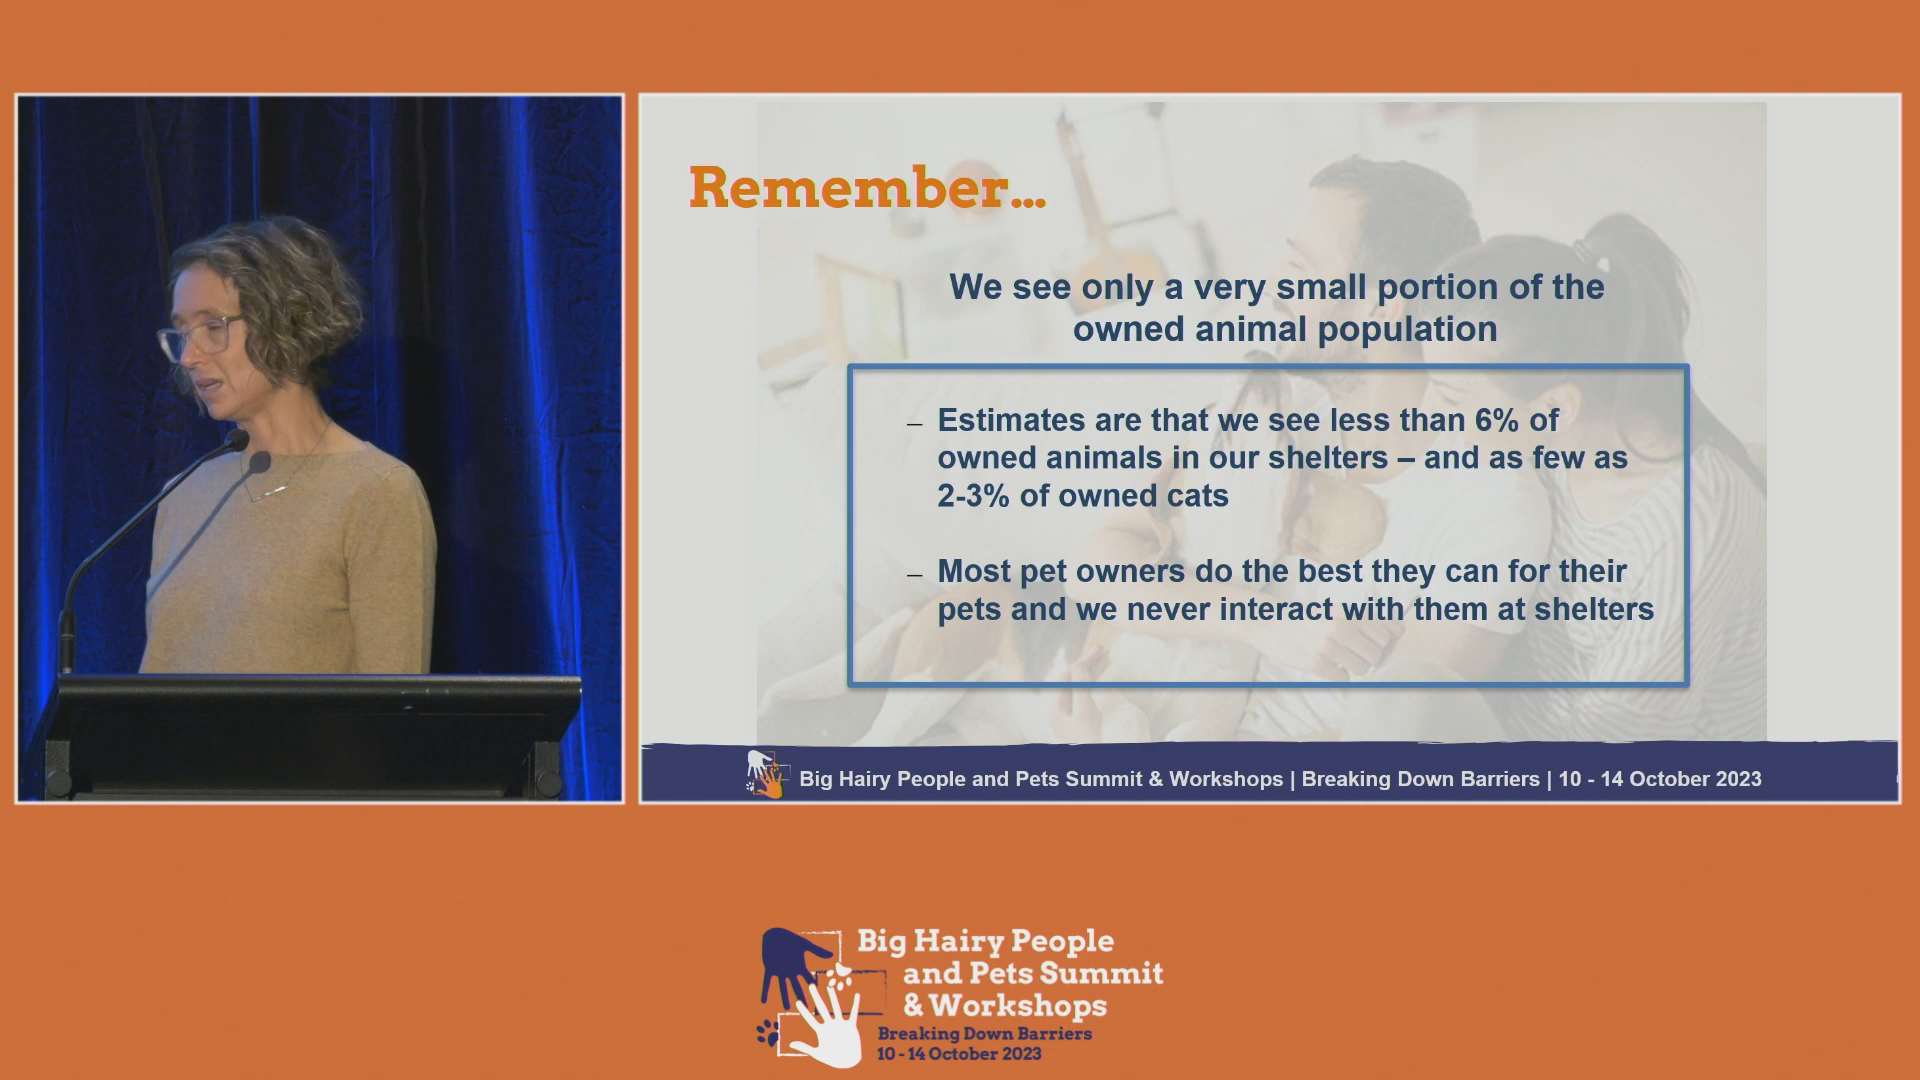 Remember...
We see only a very small portion of the
owned animal population
– Estimates are that we see less than 6% of
owned animals in our shelters – and as few as
2-3% of owned cats
– Most pet owners do the best they can for their
pets and we never interact with them at shelters
Big Hairy People and Pets Summit & Workshops | Breaking Down Barriers | 10 - 14 October 2023
Big Hairy People
and Pets Summit
& Workshops
Breaking Down Barriers
10 - 14 October 2023